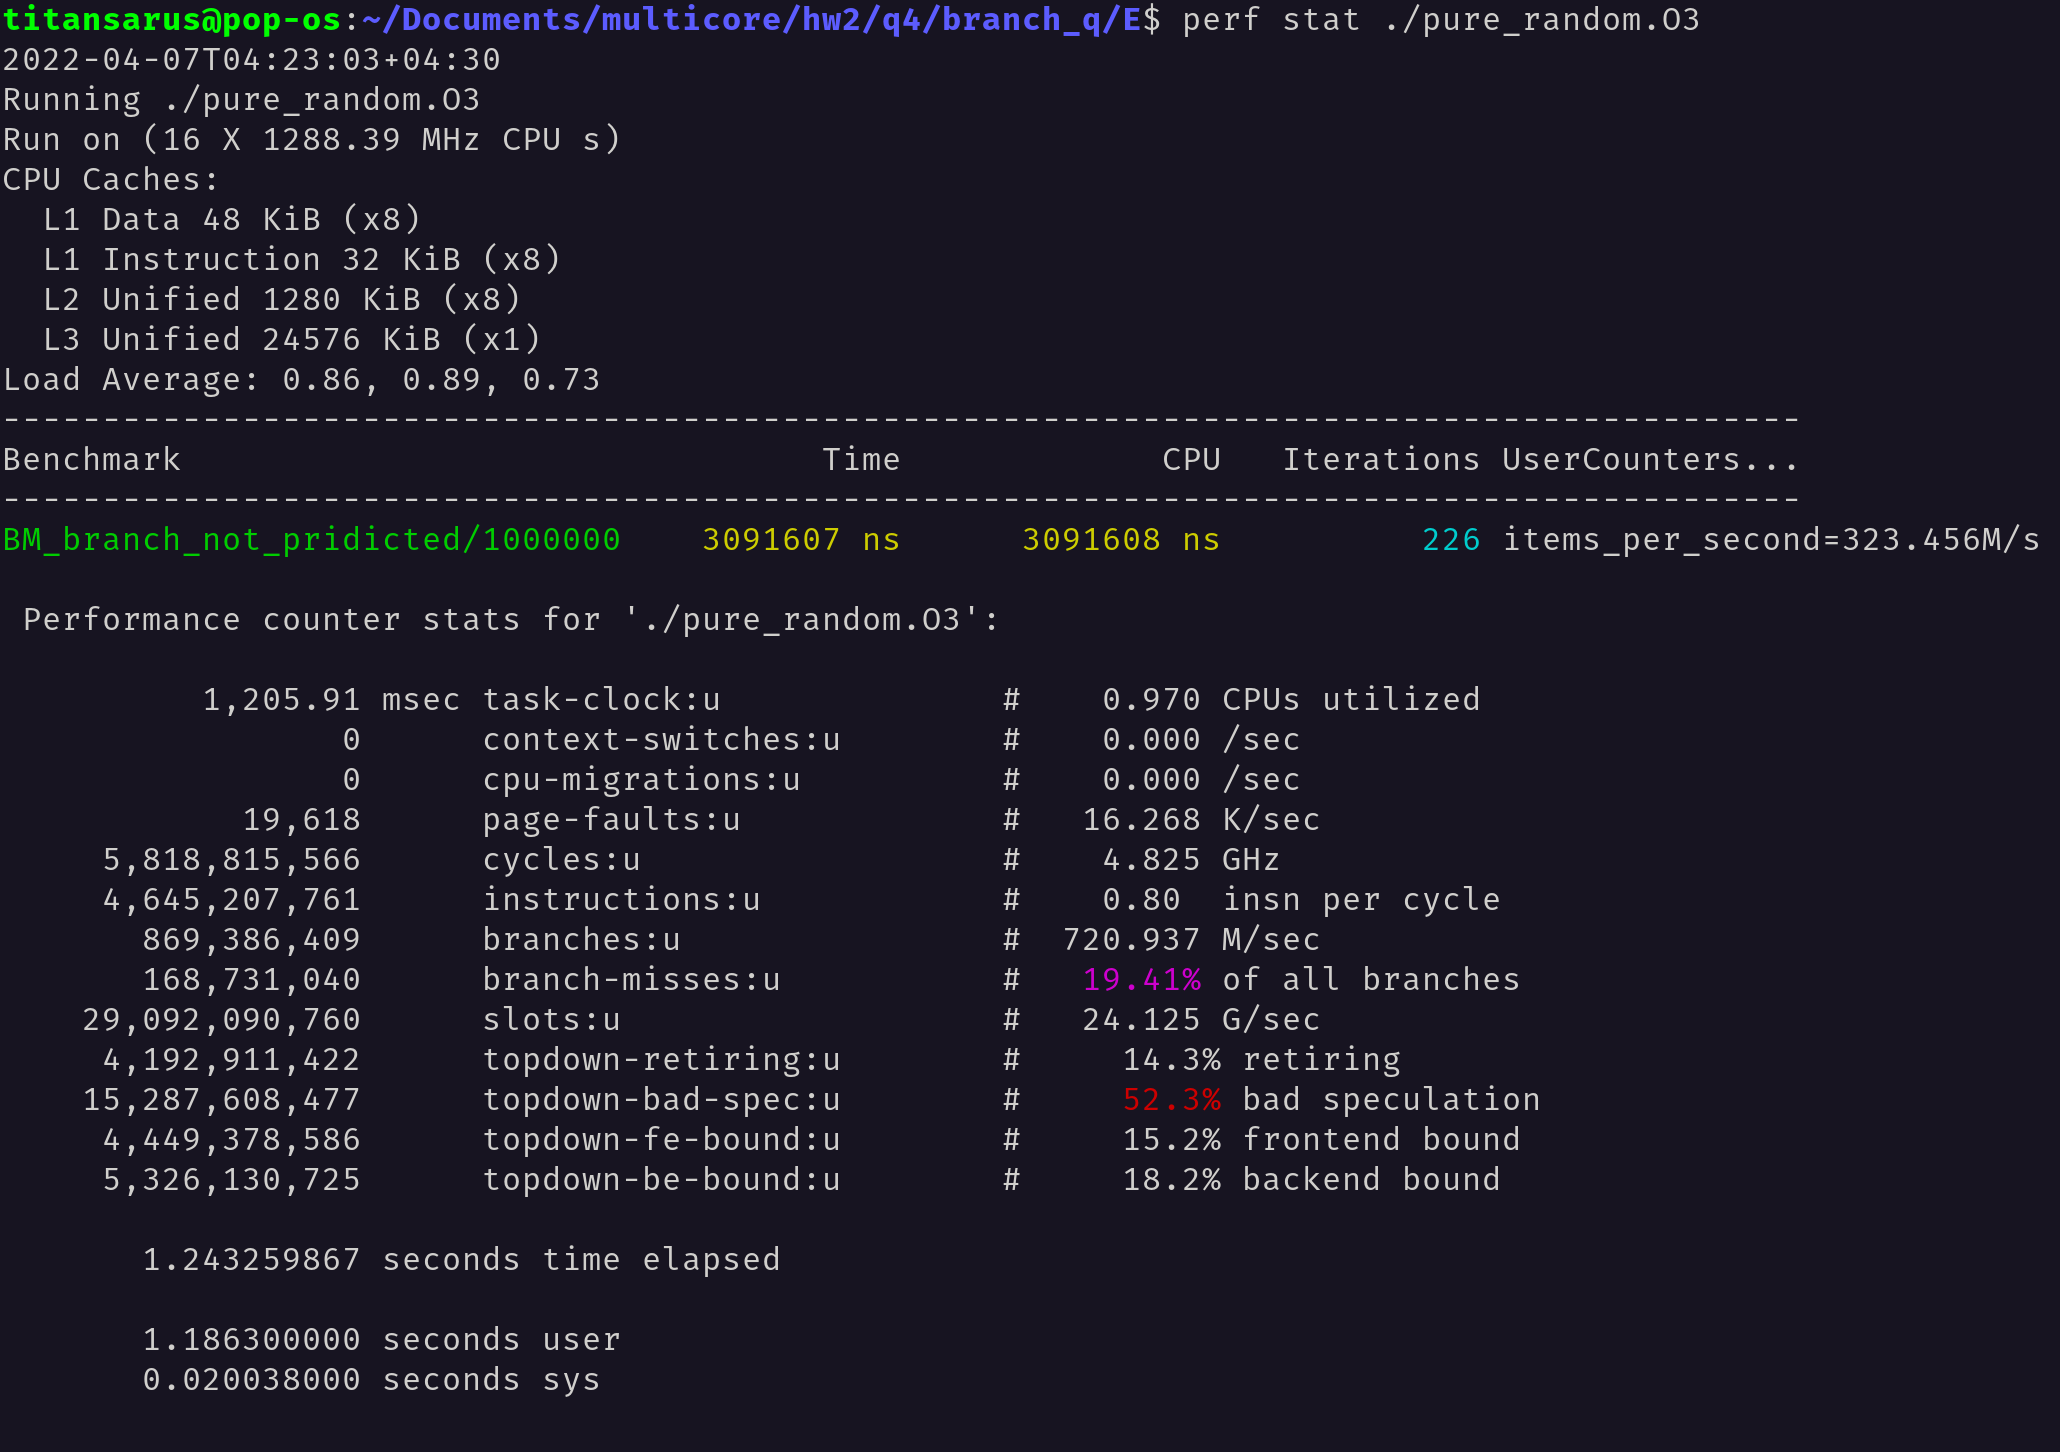 titansarus@pop-os:~/Documents/multicore/hw2/q4/branch_q/E$ perf stat ./pure_random.O3
2022-04-07T04:23:03+04:30
Running ./pure_random.O3
Run on (16 X 1288.39 MHz CPU s)
CPU Caches:
  L1 Data 48 KiB (x8)
  L1 Instruction 32 KiB (x8)
  L2 Unified 1280 KiB (x8)
  L3 Unified 24576 KiB (x1)
Load Average: 0.86, 0.89, 0.73
------------------------------------------------------------------------------------------
Benchmark                                Time             CPU   Iterations UserCounters...
------------------------------------------------------------------------------------------
BM_branch_not_pridicted/1000000    3091607 ns      3091608 ns          226 items_per_second=323.456M/s
 Performance counter stats for './pure_random.O3':
          1,205.91 msec task-clock:u              #    0.970 CPUs utilized
                 0      context-switches:u        #    0.000 /sec
                 0      cpu-migrations:u          #    0.000 /sec
            19,618      page-faults:u             #   16.268 K/sec
     5,818,815,566      cycles:u                  #    4.825 GHz
     4,645,207,761      instructions:u            #    0.80  insn per cycle
       869,386,409      branches:u                #  720.937 M/sec
       168,731,040      branch-misses:u           #   19.41% of all branches
    29,092,090,760      slots:u                   #   24.125 G/sec
     4,192,911,422      topdown-retiring:u        #     14.3% retiring
    15,287,608,477      topdown-bad-spec:u        #     52.3% bad speculation
     4,449,378,586      topdown-fe-bound:u        #     15.2% frontend bound
     5,326,130,725      topdown-be-bound:u        #     18.2% backend bound
       1.243259867 seconds time elapsed
       1.186300000 seconds user
       0.020038000 seconds sys